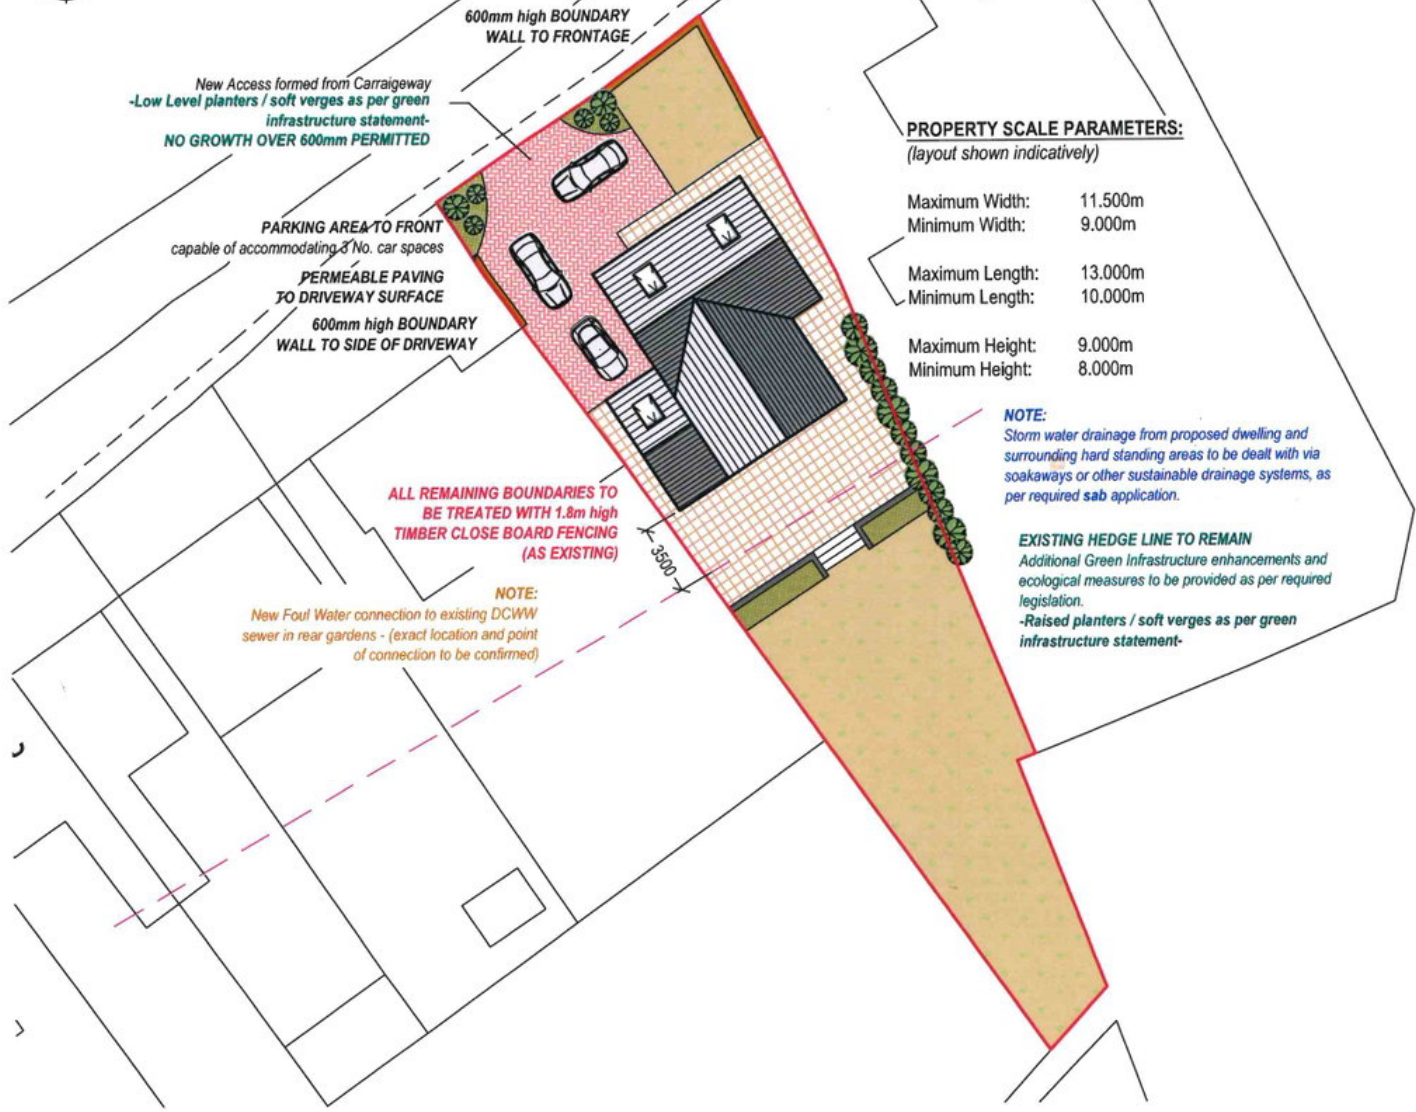 600mm high BOUNDARY
WALL TO FRONTAGE
New Access formed from Carraigeway
-Low Level planters / soft verges as per green
infrastructure statement-
NO GROWTH OVER 600mm PERMITTED
PARKING AREA TO FRONT
capable of accommodating 3 No. car spaces
PERMEABLE PAVING
TO DRIVEWAY SURFACE
600mm high BOUNDARY
WALL TO SIDE OF DRIVEWAY
PROPERTY SCALE PARAMETERS:
(layout shown indicatively)
Maximum Width: 11.500m
Minimum Width: 9.000m
Maximum Length: 13.000m
Minimum Length: 10.000m
Maximum Height: 9.000m
Minimum Height: 8.000m
NOTE:
Storm water drainage from proposed dwelling and
surrounding hard standing areas to be dealt with via
soakaways or other sustainable drainage systems, as
per required sab application.
EXISTING HEDGE LINE TO REMAIN
Additional Green Infrastructure enhancements and
ecological measures to be provided as per required
legislation.
-Raised planters / soft verges as per green
infrastructure statement-
ALL REMAINING BOUNDARIES TO
BE TREATED WITH 1.8m high
TIMBER CLOSE BOARD FENCING
(AS EXISTING)
3500
NOTE:
New Foul Water connection to existing DCWW
sewer in rear gardens - (exact location and point
of connection to be confirmed)